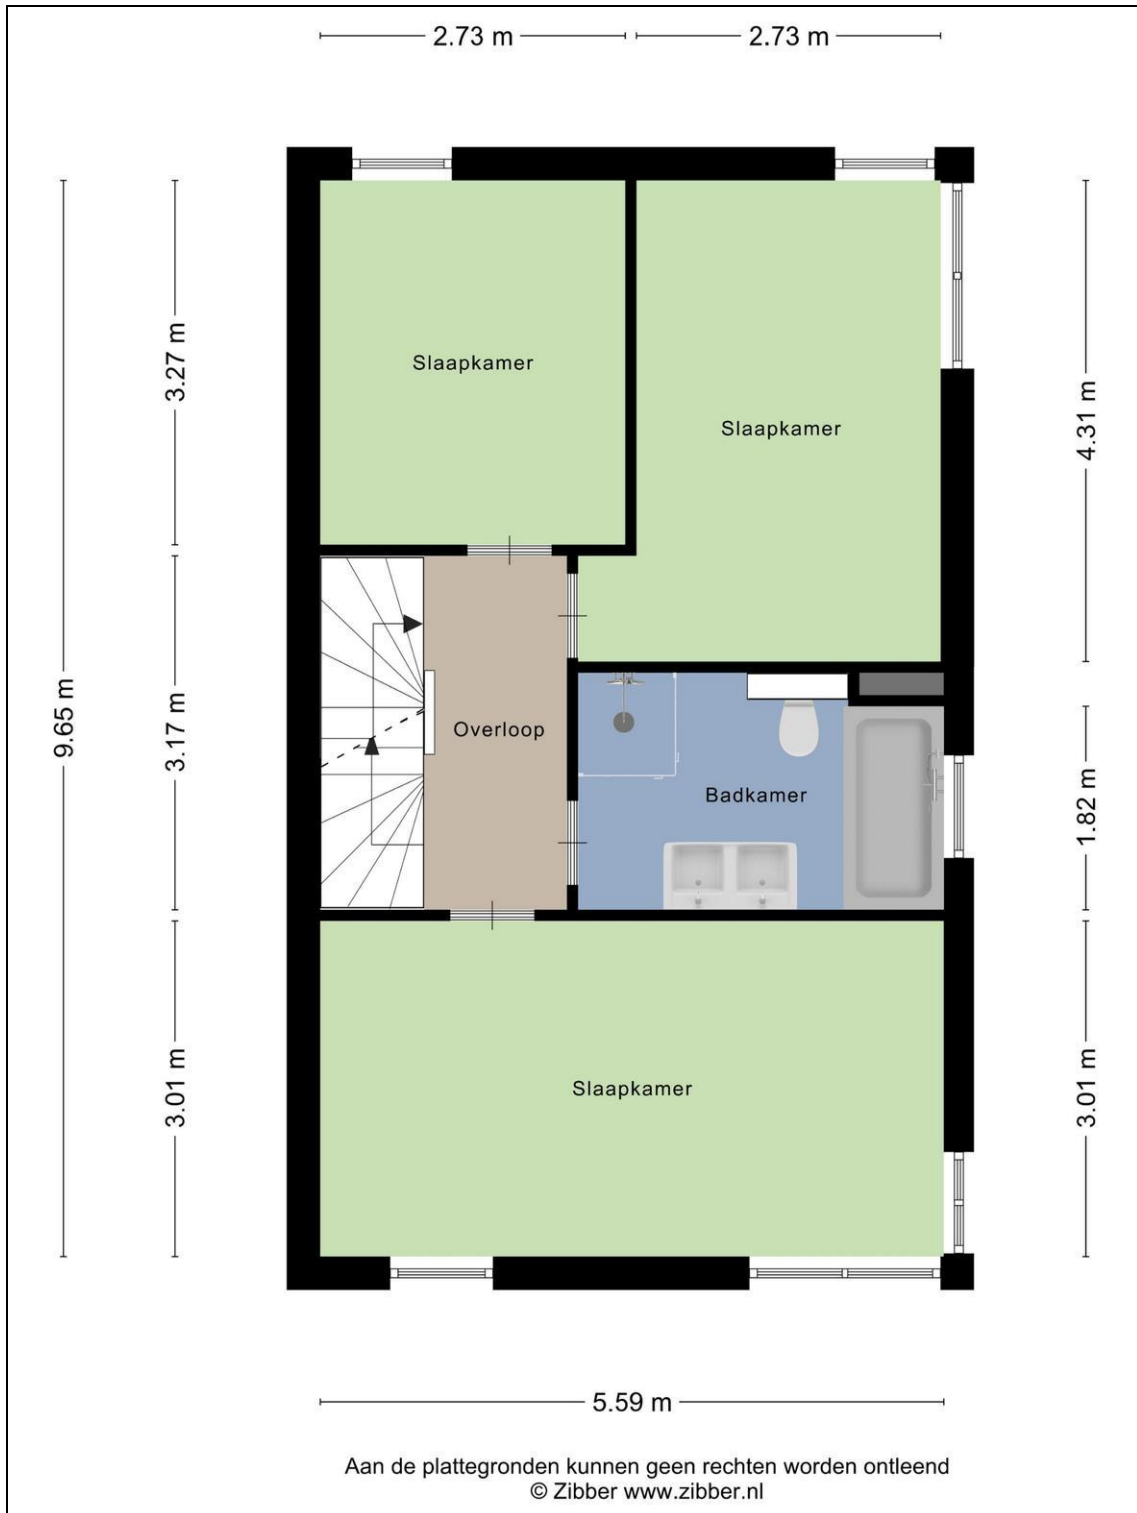 2.73 m
2.73 m
9.65 m
3.27 m
3.17 m
3.01 m
4.31 m
1.82 m
3.01 m
Slaapkamer
Slaapkamer
Overloop
Badkamer
Slaapkamer
5.59 m
Aan de plattegronden kunnen geen rechten worden ontleend
© Zibber www.zibber.nl